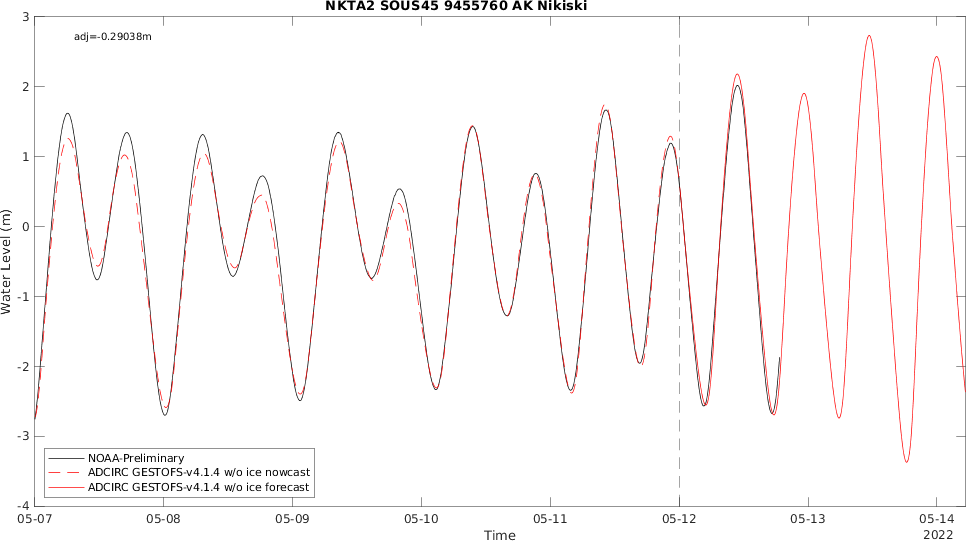 NKTA2 SOUS45 9455760 AK Nikiski
adj=-0.29038m
3
2
1
0
-1
-2
-3
-4
Water Level (m)
NOAA-Preliminary
ADCIRC GESTOFS-v4.1.4 w/o ice nowcast
ADCIRC GESTOFS-v4.1.4 w/o ice forecast
05-07 05-08 05-09 05-10 05-11 05-12 05-13 05-14
Time
2022